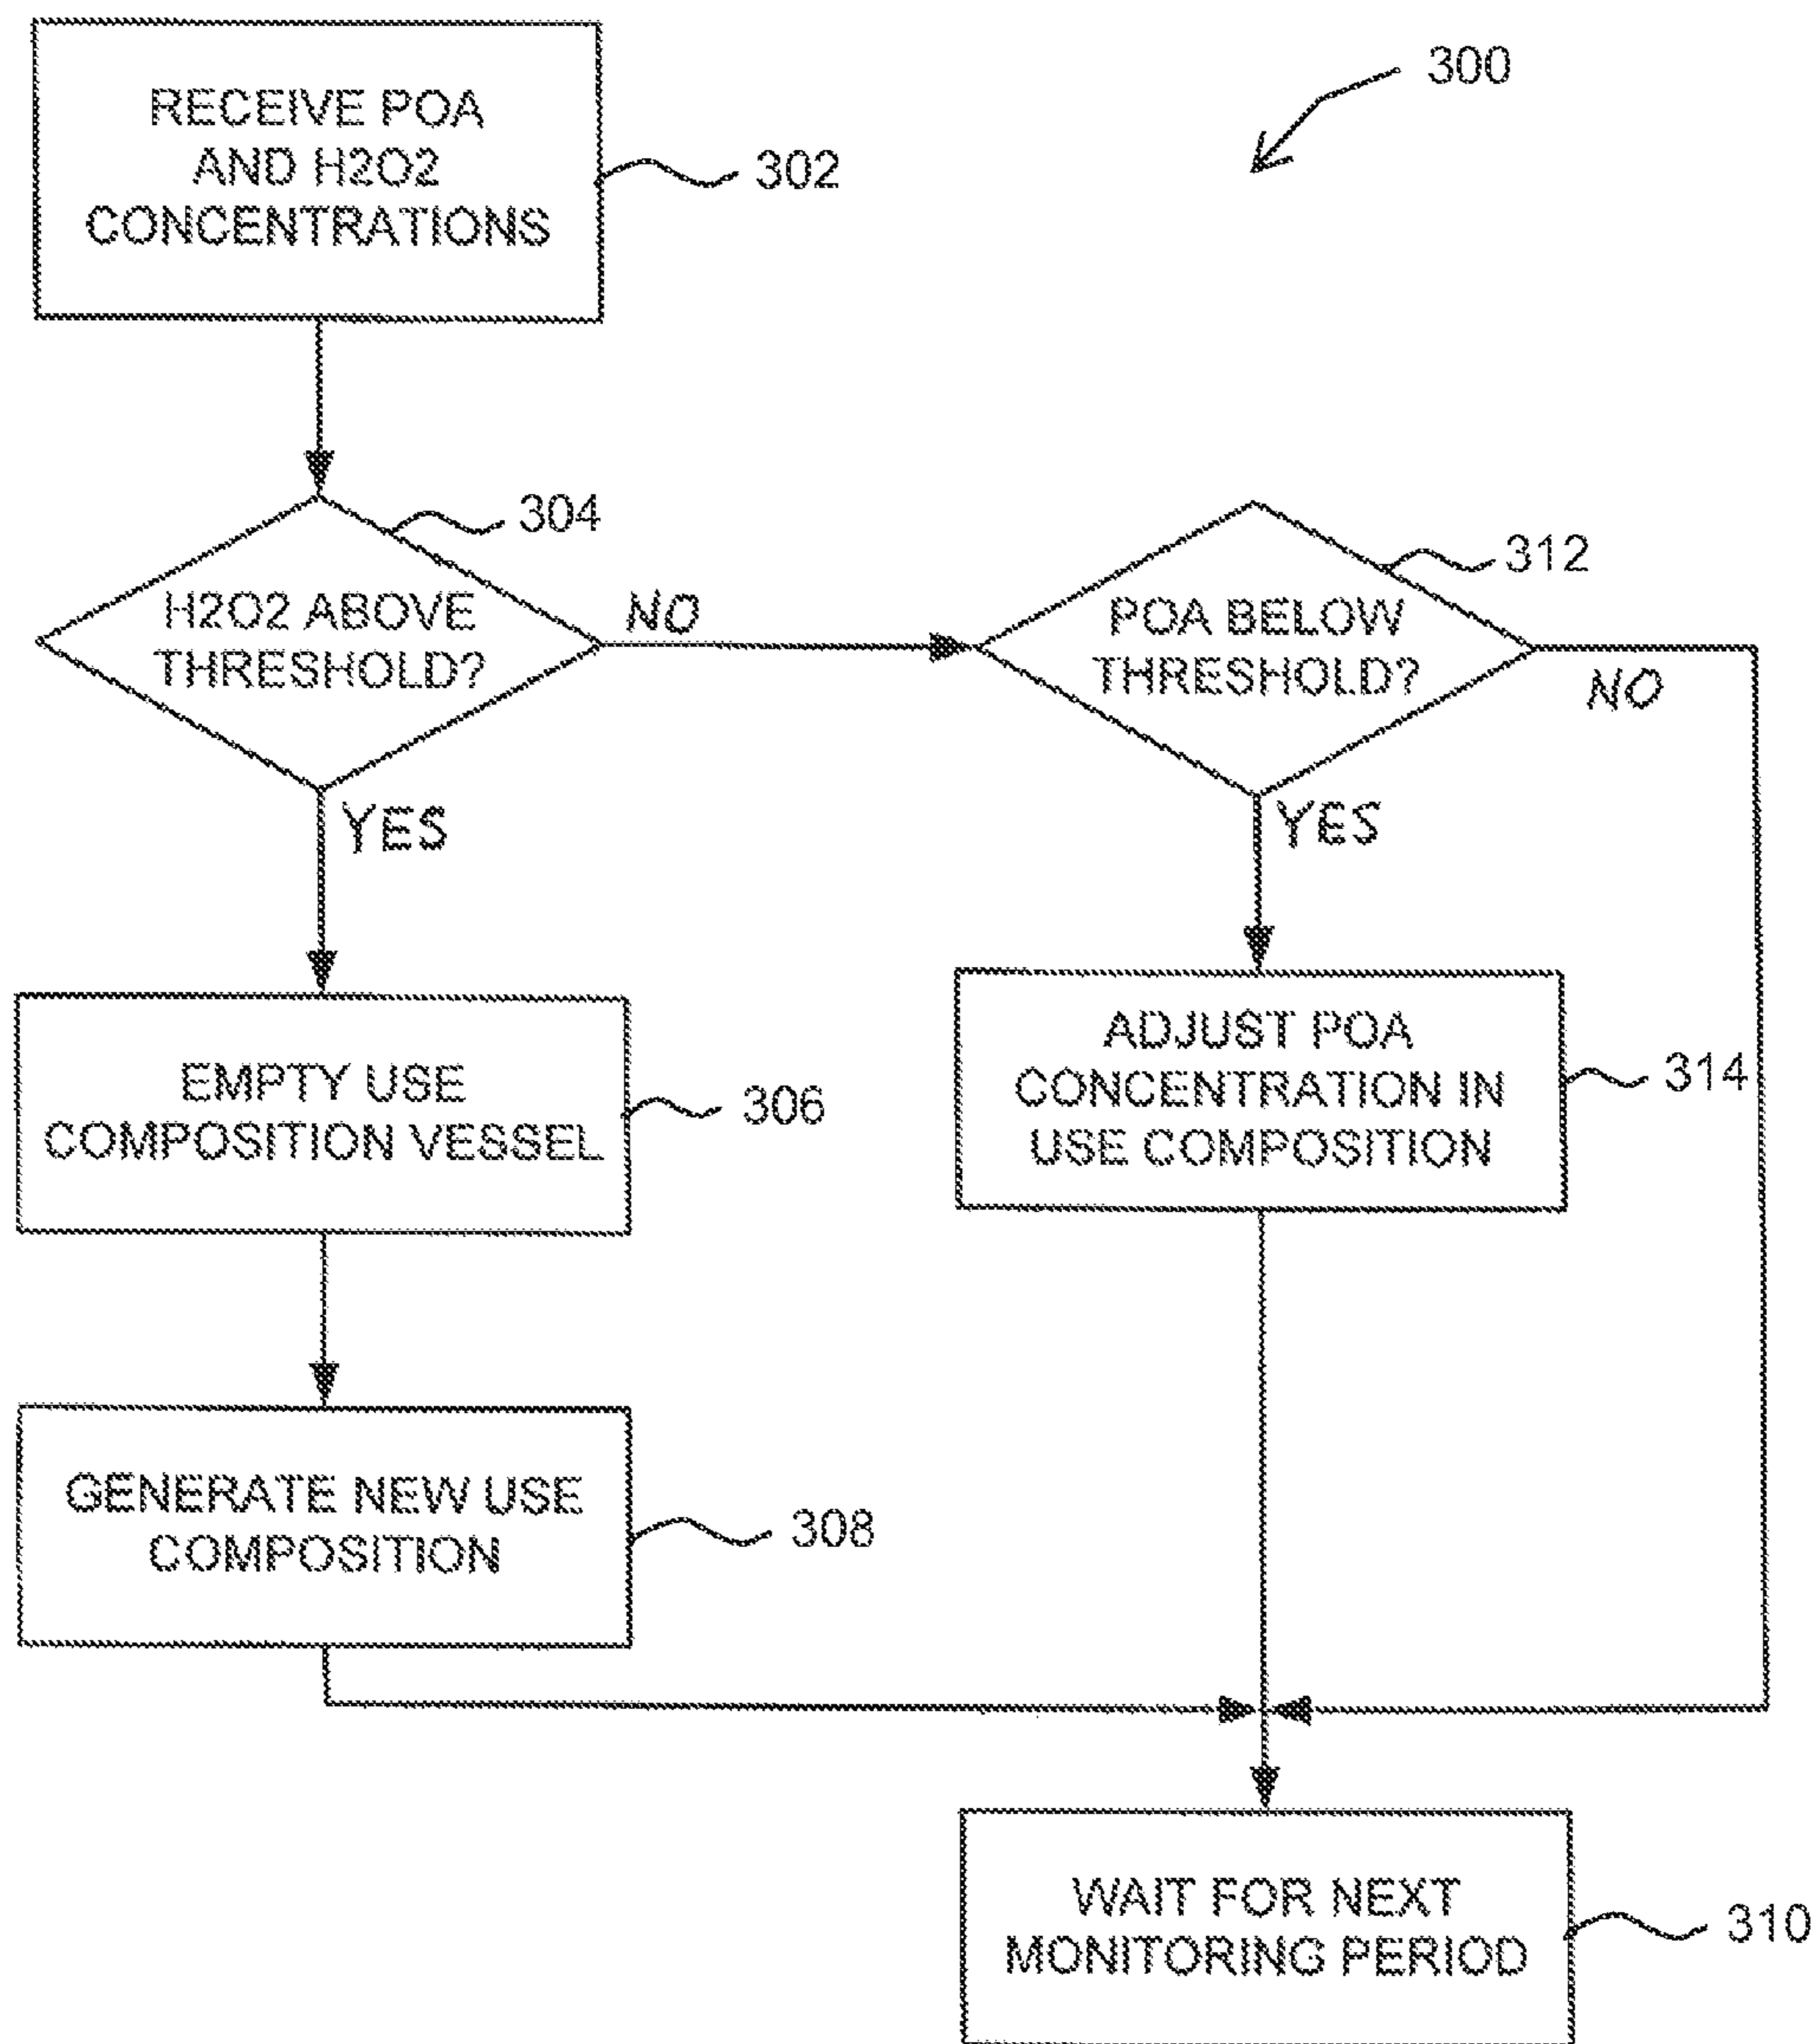 300
RECEIVE POA
AND H2O2
CONCENTRATIONS
302
304
H2O2 ABOVE
THRESHOLD?
NO
YES
312
POA BELOW
THRESHOLD?
NO
YES
EMPTY USE
COMPOSITION VESSEL
306
ADJUST POA
CONCENTRATION IN
USE COMPOSITION
314
GENERATE NEW USE
COMPOSITION
308
WAIT FOR NEXT
MONITORING PERIOD
310